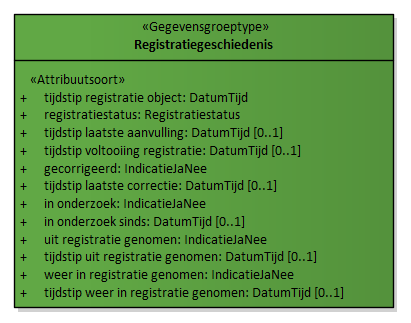 «Gegevensgroeptype»
Registratiegeschiedenis
«Attribuutsoort»
+ tijdstip registratie object: DatumTijd
+ registratiestatus: Registratiestatus
+ tijdstip laatste aanvulling: DatumTijd [0..1]
+ tijdstip voltooiing registratie: DatumTijd [0..1]
+ gecorrigeerd: IndicatieJaNee
+ tijdstip laatste correctie: DatumTijd [0..1]
+ in onderzoek: IndicatieJaNee
+ in onderzoek sinds: DatumTijd [0..1]
+ uit registratie genomen: IndicatieJaNee
+ tijdstip uit registratie genomen: DatumTijd [0..1]
+ weer in registratie genomen: IndicatieJaNee
+ tijdstip weer in registratie genomen: DatumTijd [0..1]